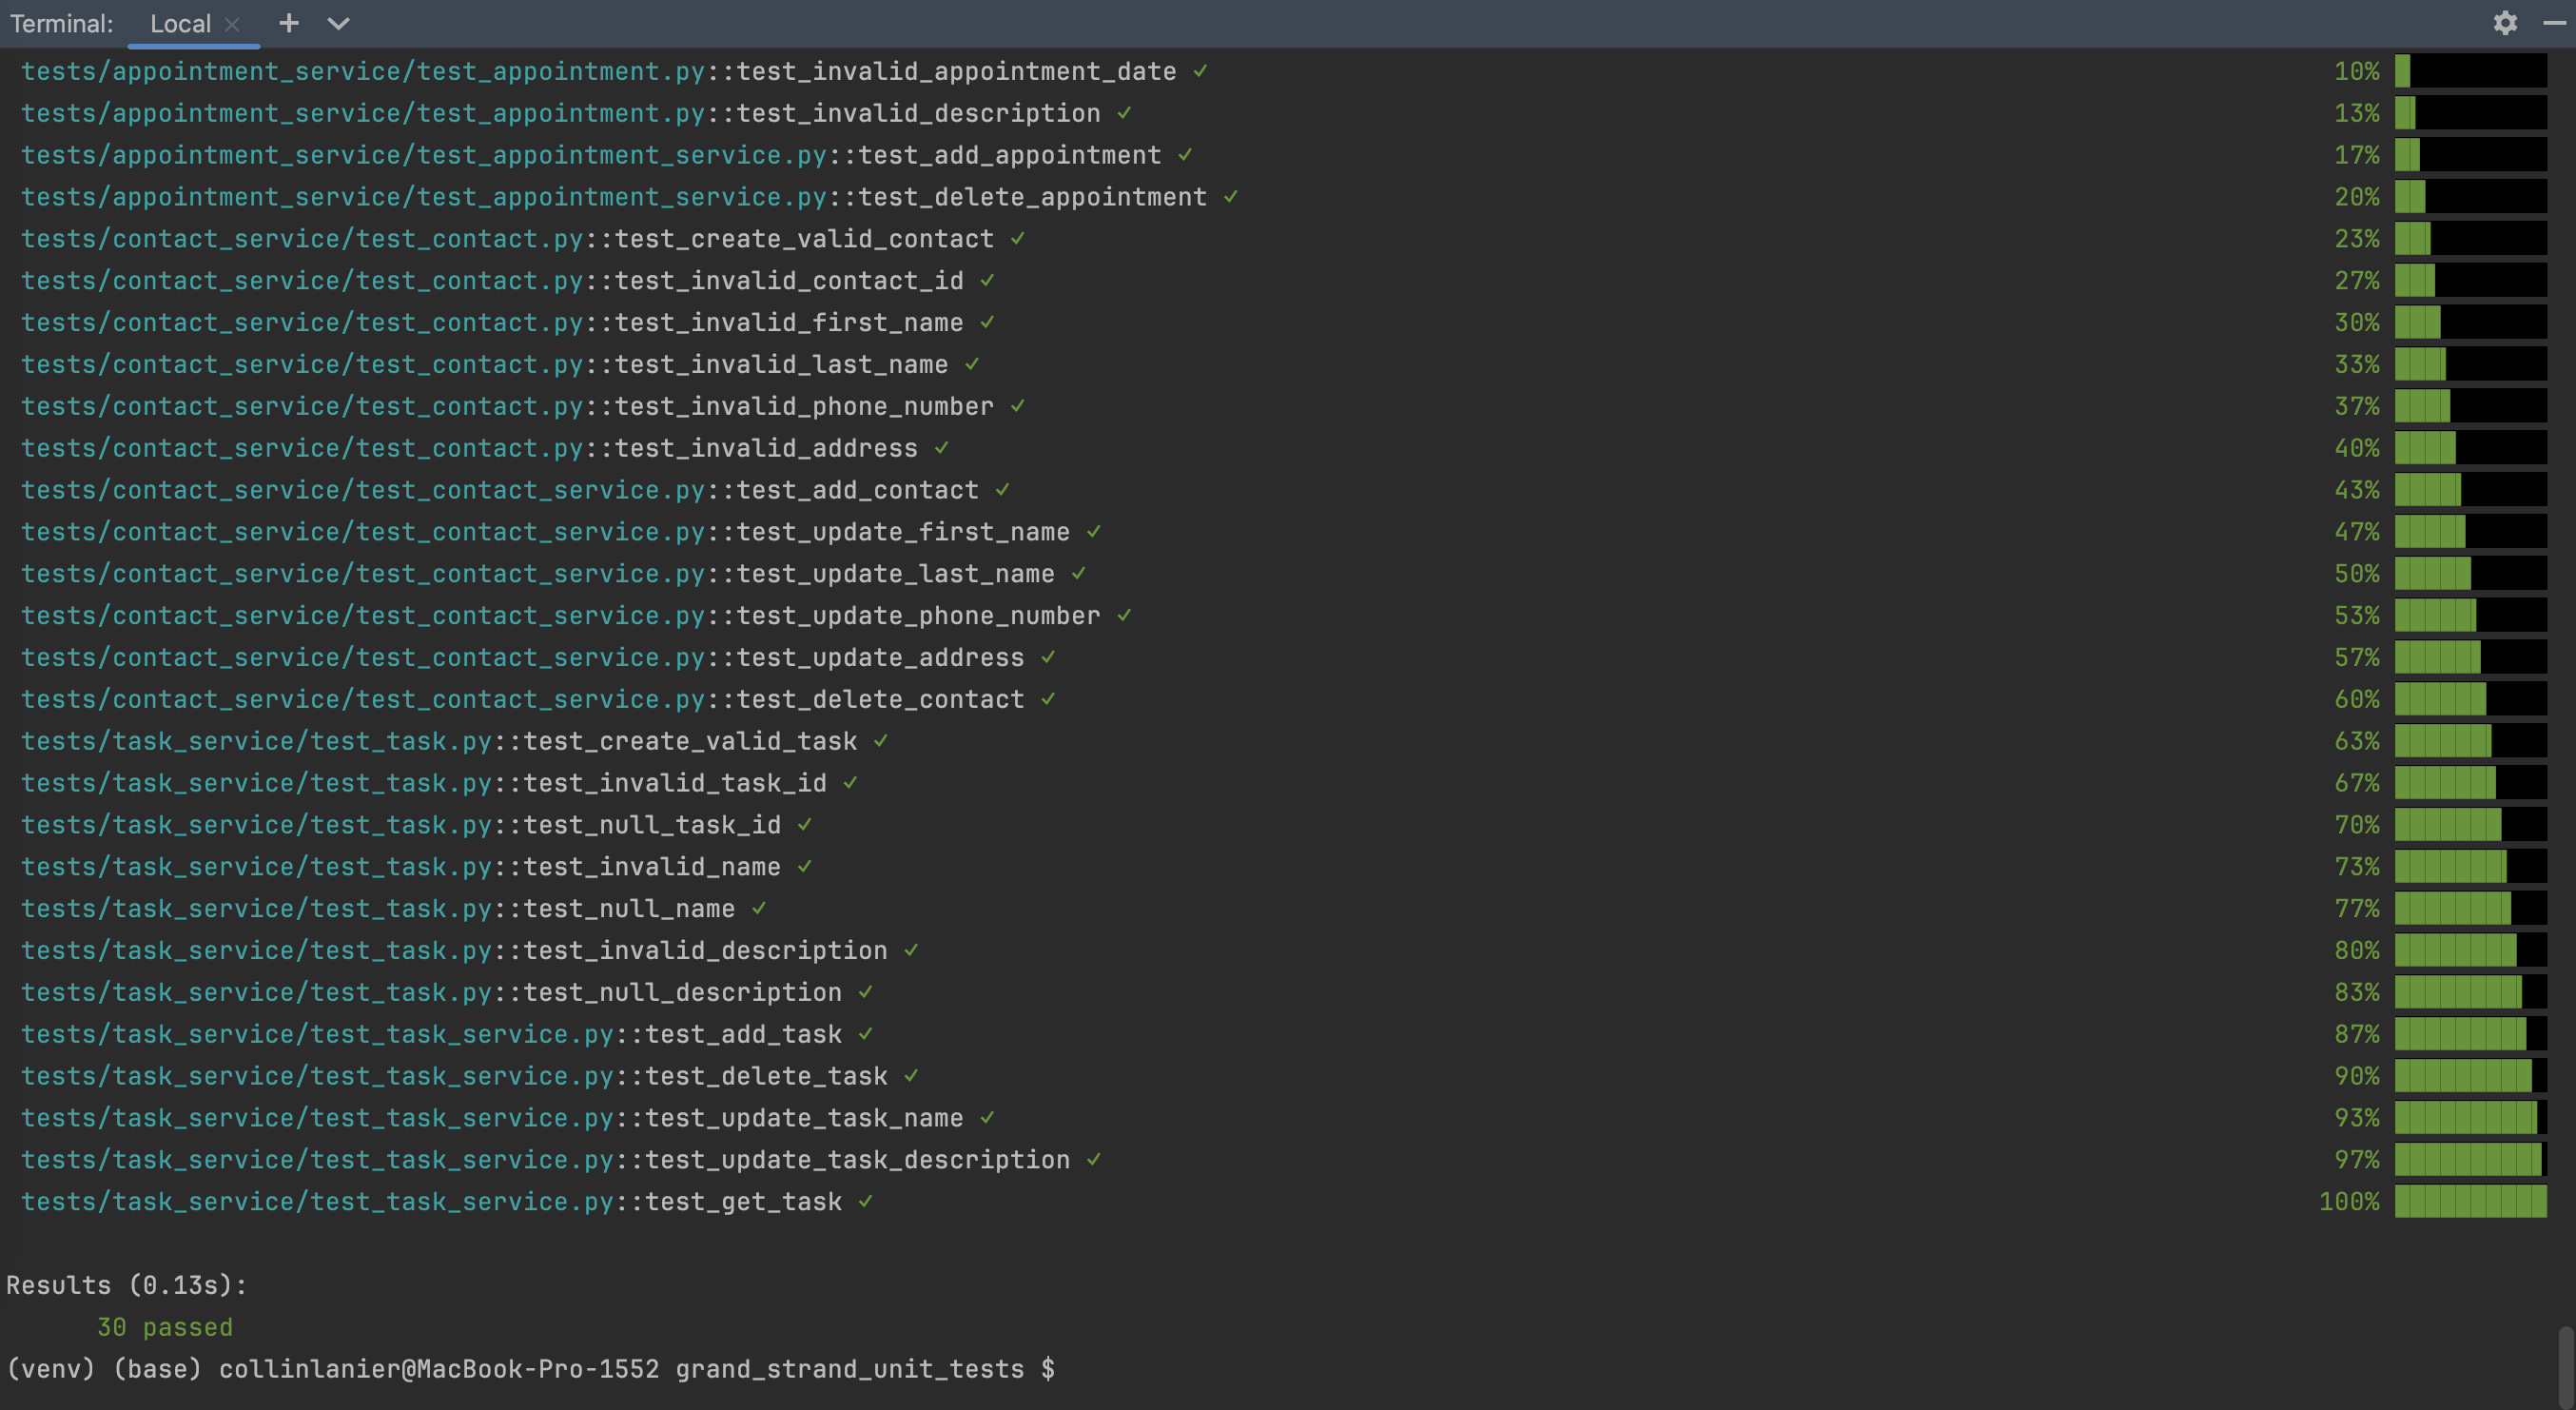 Terminal: Local × + 
tests/appointment_service/test_appointment.py::test_invalid_appointment_date ✓ 10%
tests/appointment_service/test_appointment.py::test_invalid_description ✓ 13%
tests/appointment_service/test_appointment_service.py::test_add_appointment ✓ 17%
tests/appointment_service/test_appointment_service.py::test_delete_appointment ✓ 20%
tests/contact_service/test_contact.py::test_create_valid_contact ✓ 23%
tests/contact_service/test_contact.py::test_invalid_contact_id ✓ 27%
tests/contact_service/test_contact.py::test_invalid_first_name ✓ 30%
tests/contact_service/test_contact.py::test_invalid_last_name ✓ 33%
tests/contact_service/test_contact.py::test_invalid_phone_number ✓ 37%
tests/contact_service/test_contact.py::test_invalid_address ✓ 40%
tests/contact_service/test_contact_service.py::test_add_contact ✓ 43%
tests/contact_service/test_contact_service.py::test_update_first_name ✓ 47%
tests/contact_service/test_contact_service.py::test_update_last_name ✓ 50%
tests/contact_service/test_contact_service.py::test_update_phone_number ✓ 53%
tests/contact_service/test_contact_service.py::test_update_address ✓ 57%
tests/contact_service/test_contact_service.py::test_delete_contact ✓ 60%
tests/task_service/test_task.py::test_create_valid_task ✓ 63%
tests/task_service/test_task.py::test_invalid_task_id ✓ 67%
tests/task_service/test_task.py::test_null_task_id ✓ 70%
tests/task_service/test_task.py::test_invalid_name ✓ 73%
tests/task_service/test_task.py::test_null_name ✓ 77%
tests/task_service/test_task.py::test_invalid_description ✓ 80%
tests/task_service/test_task.py::test_null_description ✓ 83%
tests/task_service/test_task_service.py::test_add_task ✓ 87%
tests/task_service/test_task_service.py::test_delete_task ✓ 90%
tests/task_service/test_task_service.py::test_update_task_name ✓ 93%
tests/task_service/test_task_service.py::test_update_task_description ✓ 97%
tests/task_service/test_task_service.py::test_get_task ✓ 100%
Results (0.13s):
30 passed
(venv) (base) collinlanier@MacBook-Pro-1552 grand_strand_unit_tests $